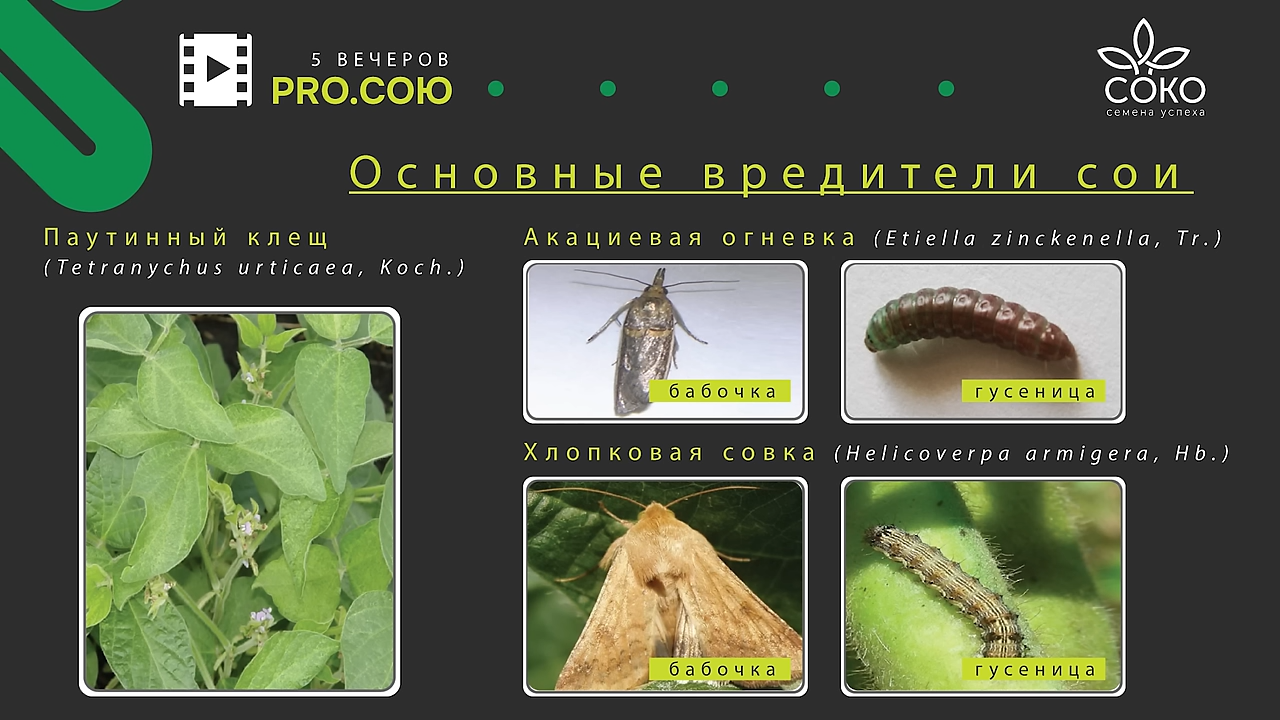 5 ВЕЧЕРОВ
PRO.СОЮ
СОКО
семена успеха
Основные вредители сои
Паутинный клещ
(Tetranychus urticaea, Koch.)
Акациевая огневка (Etiella zinckenella, Tr.)
бабочка
гусеница
Хлопковая совка (Helicoverpa armigera, Hb.)
бабочка
гусеница